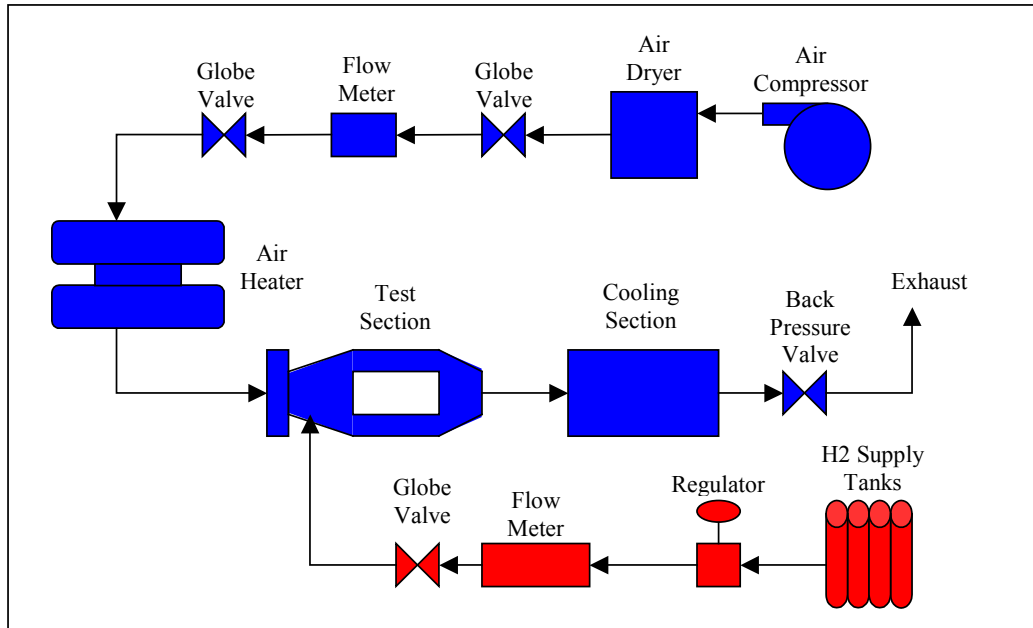 Globe
Valve
Flow
Meter
Globe
Valve
Air
Dryer
Air
Compressor
Air
Heater
Test
Section
Cooling
Section
Back
Pressure
Valve
Exhaust
Globe
Valve
Flow
Meter
Regulator
H2 Supply
Tanks